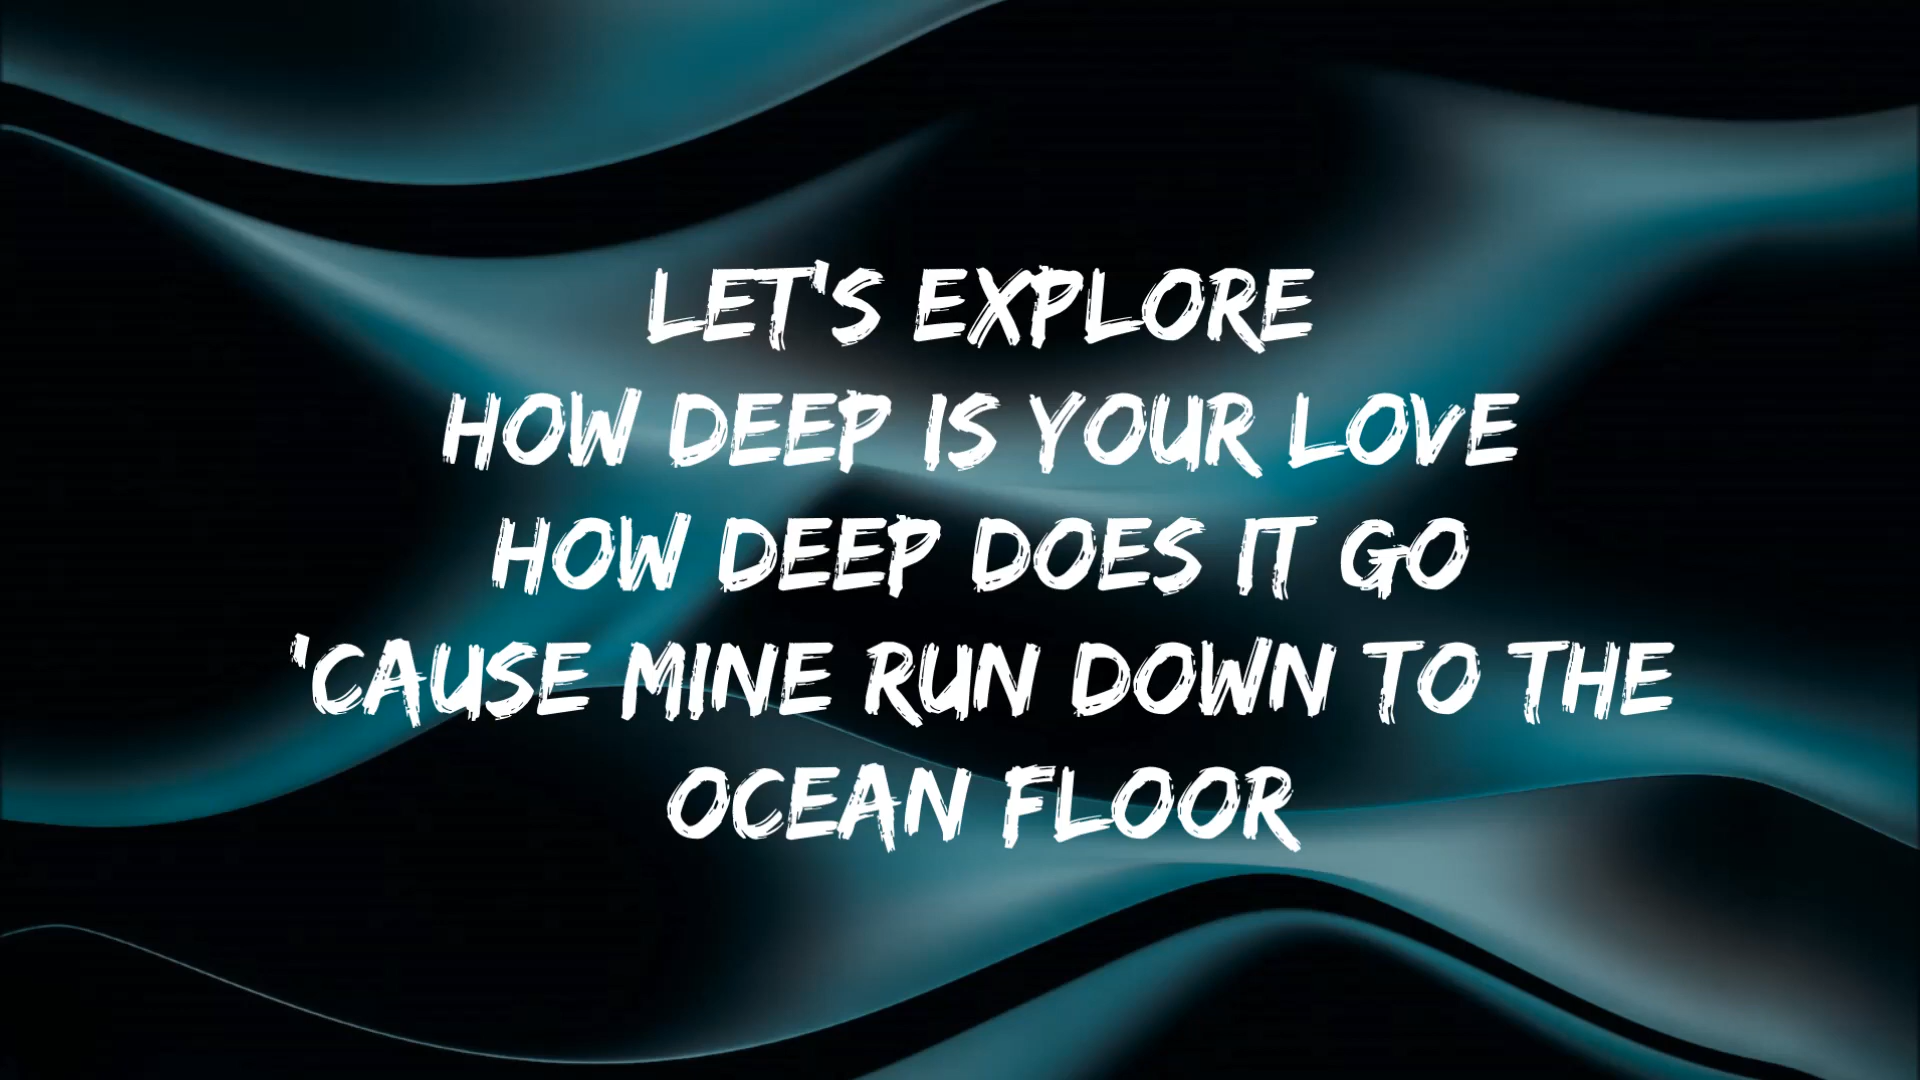 LET'S EXPLORE
HOW DEEP IS YOUR LOVE
HOW DEEP DOES IT GO
'CAUSE MINE RUN DOWN TO THE
OCEAN FLOOR